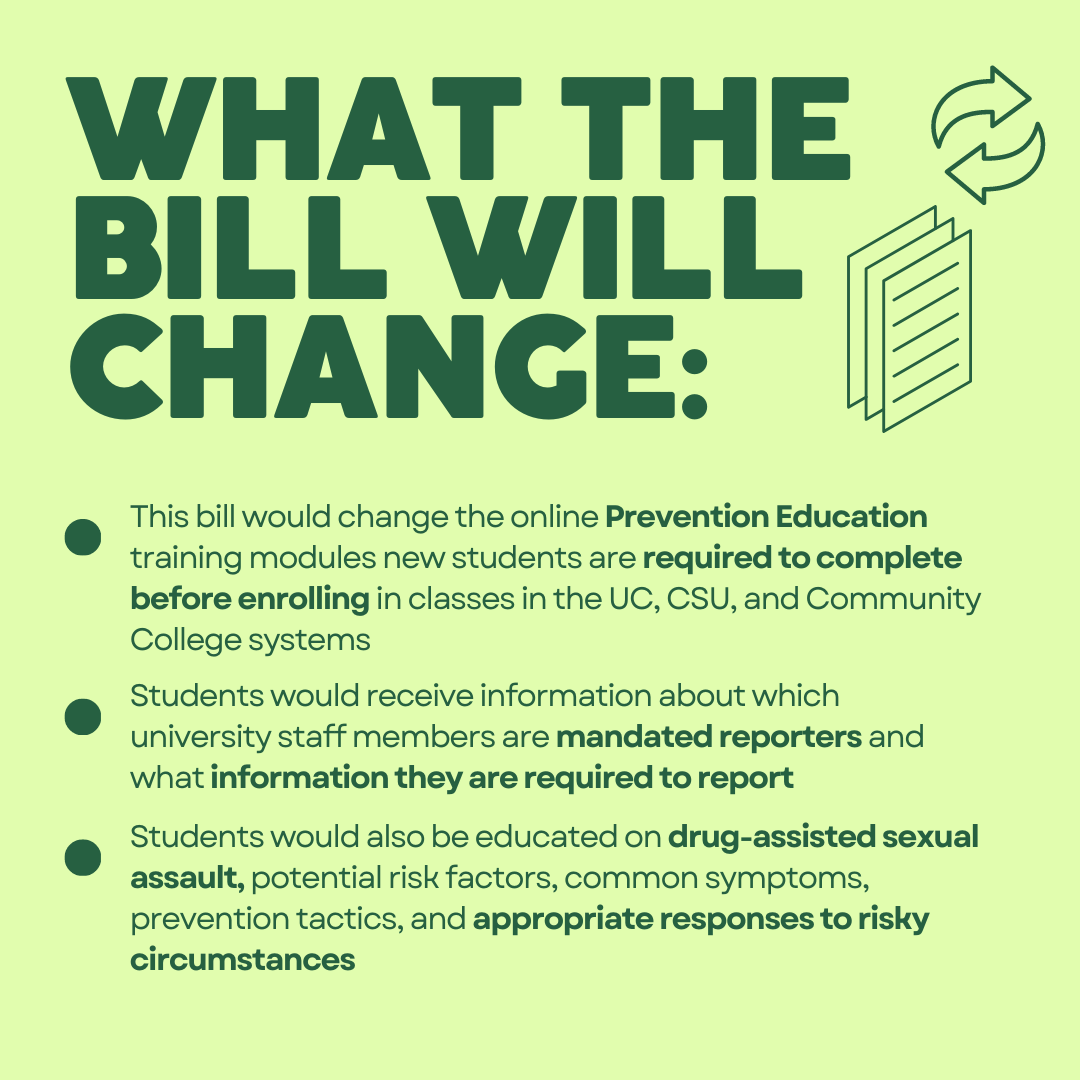 WHAT THE
BILL WILL
CHANGE:
This bill would change the online Prevention Education
training modules new students are required to complete
before enrolling in classes in the UC, CSU, and Community
College systems
Students would receive information about which
university staff members are mandated reporters and
what information they are required to report
Students would also be educated on drug-assisted sexual
assault, potential risk factors, common symptoms,
prevention tactics, and appropriate responses to risky
circumstances